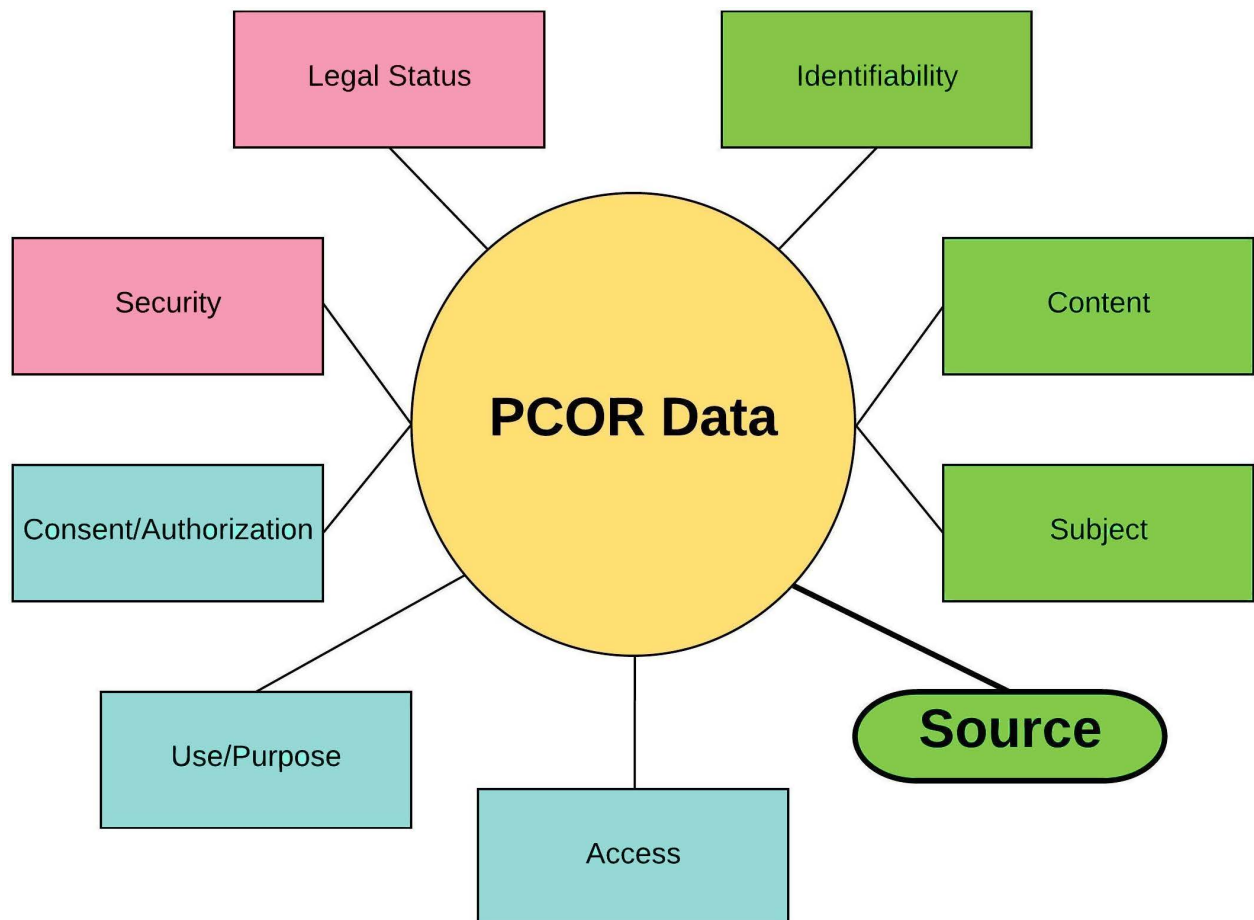 Legal Status
Identifiability
Security
Content
PCOR Data
Consent/Authorization
Subject
Source
Use/Purpose
Access